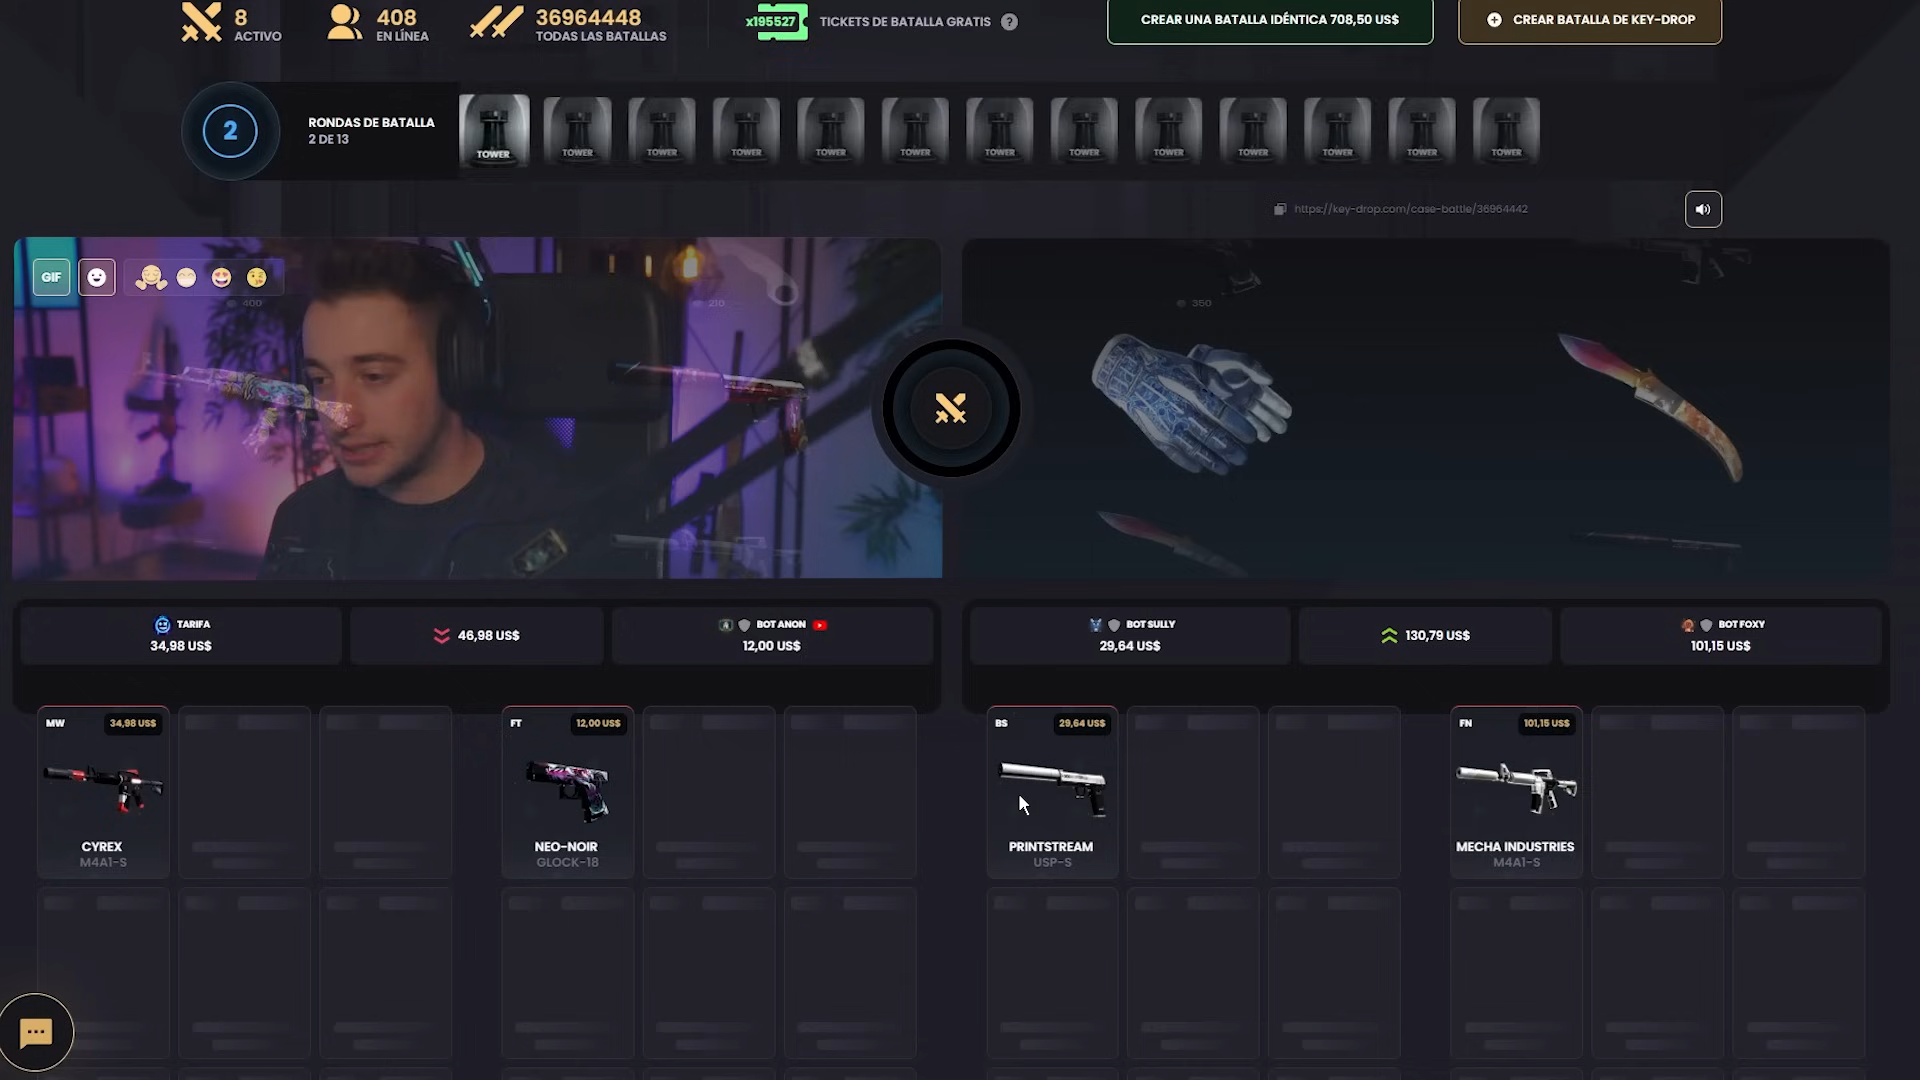 8
ACTIVO
408
EN LÍNEA
36964448
TODAS LAS BATALLAS
x195527
TICKETS DE BATALLA GRATIS ?
CREAR UNA BATALLA IDÉNTICA 708,50 US$
CREAR BATALLA DE KEY-DROP
2
RONDAS DE BATALLA
2 DE 13
TOWER
TOWER
TOWER
TOWER
TOWER
TOWER
TOWER
TOWER
TOWER
TOWER
TOWER
TOWER
TOWER
https://key-drop.com/case-battle/36964442
GIF
400
210
350
TARIFA
34,98 US$
46,98 US$
BOT ANON
12,00 US$
BOT SULLY
29,64 US$
130,79 US$
BOT FOXY
101,15 US$
MW 34,98 US$
CYREX
M4A1-S
FT 12,00 US$
NEO-NOIR
GLOCK-18
BS 29,64 US$
PRINTSTREAM
USP-S
FN 101,15 US$
MECHA INDUSTRIES
M4A1-S